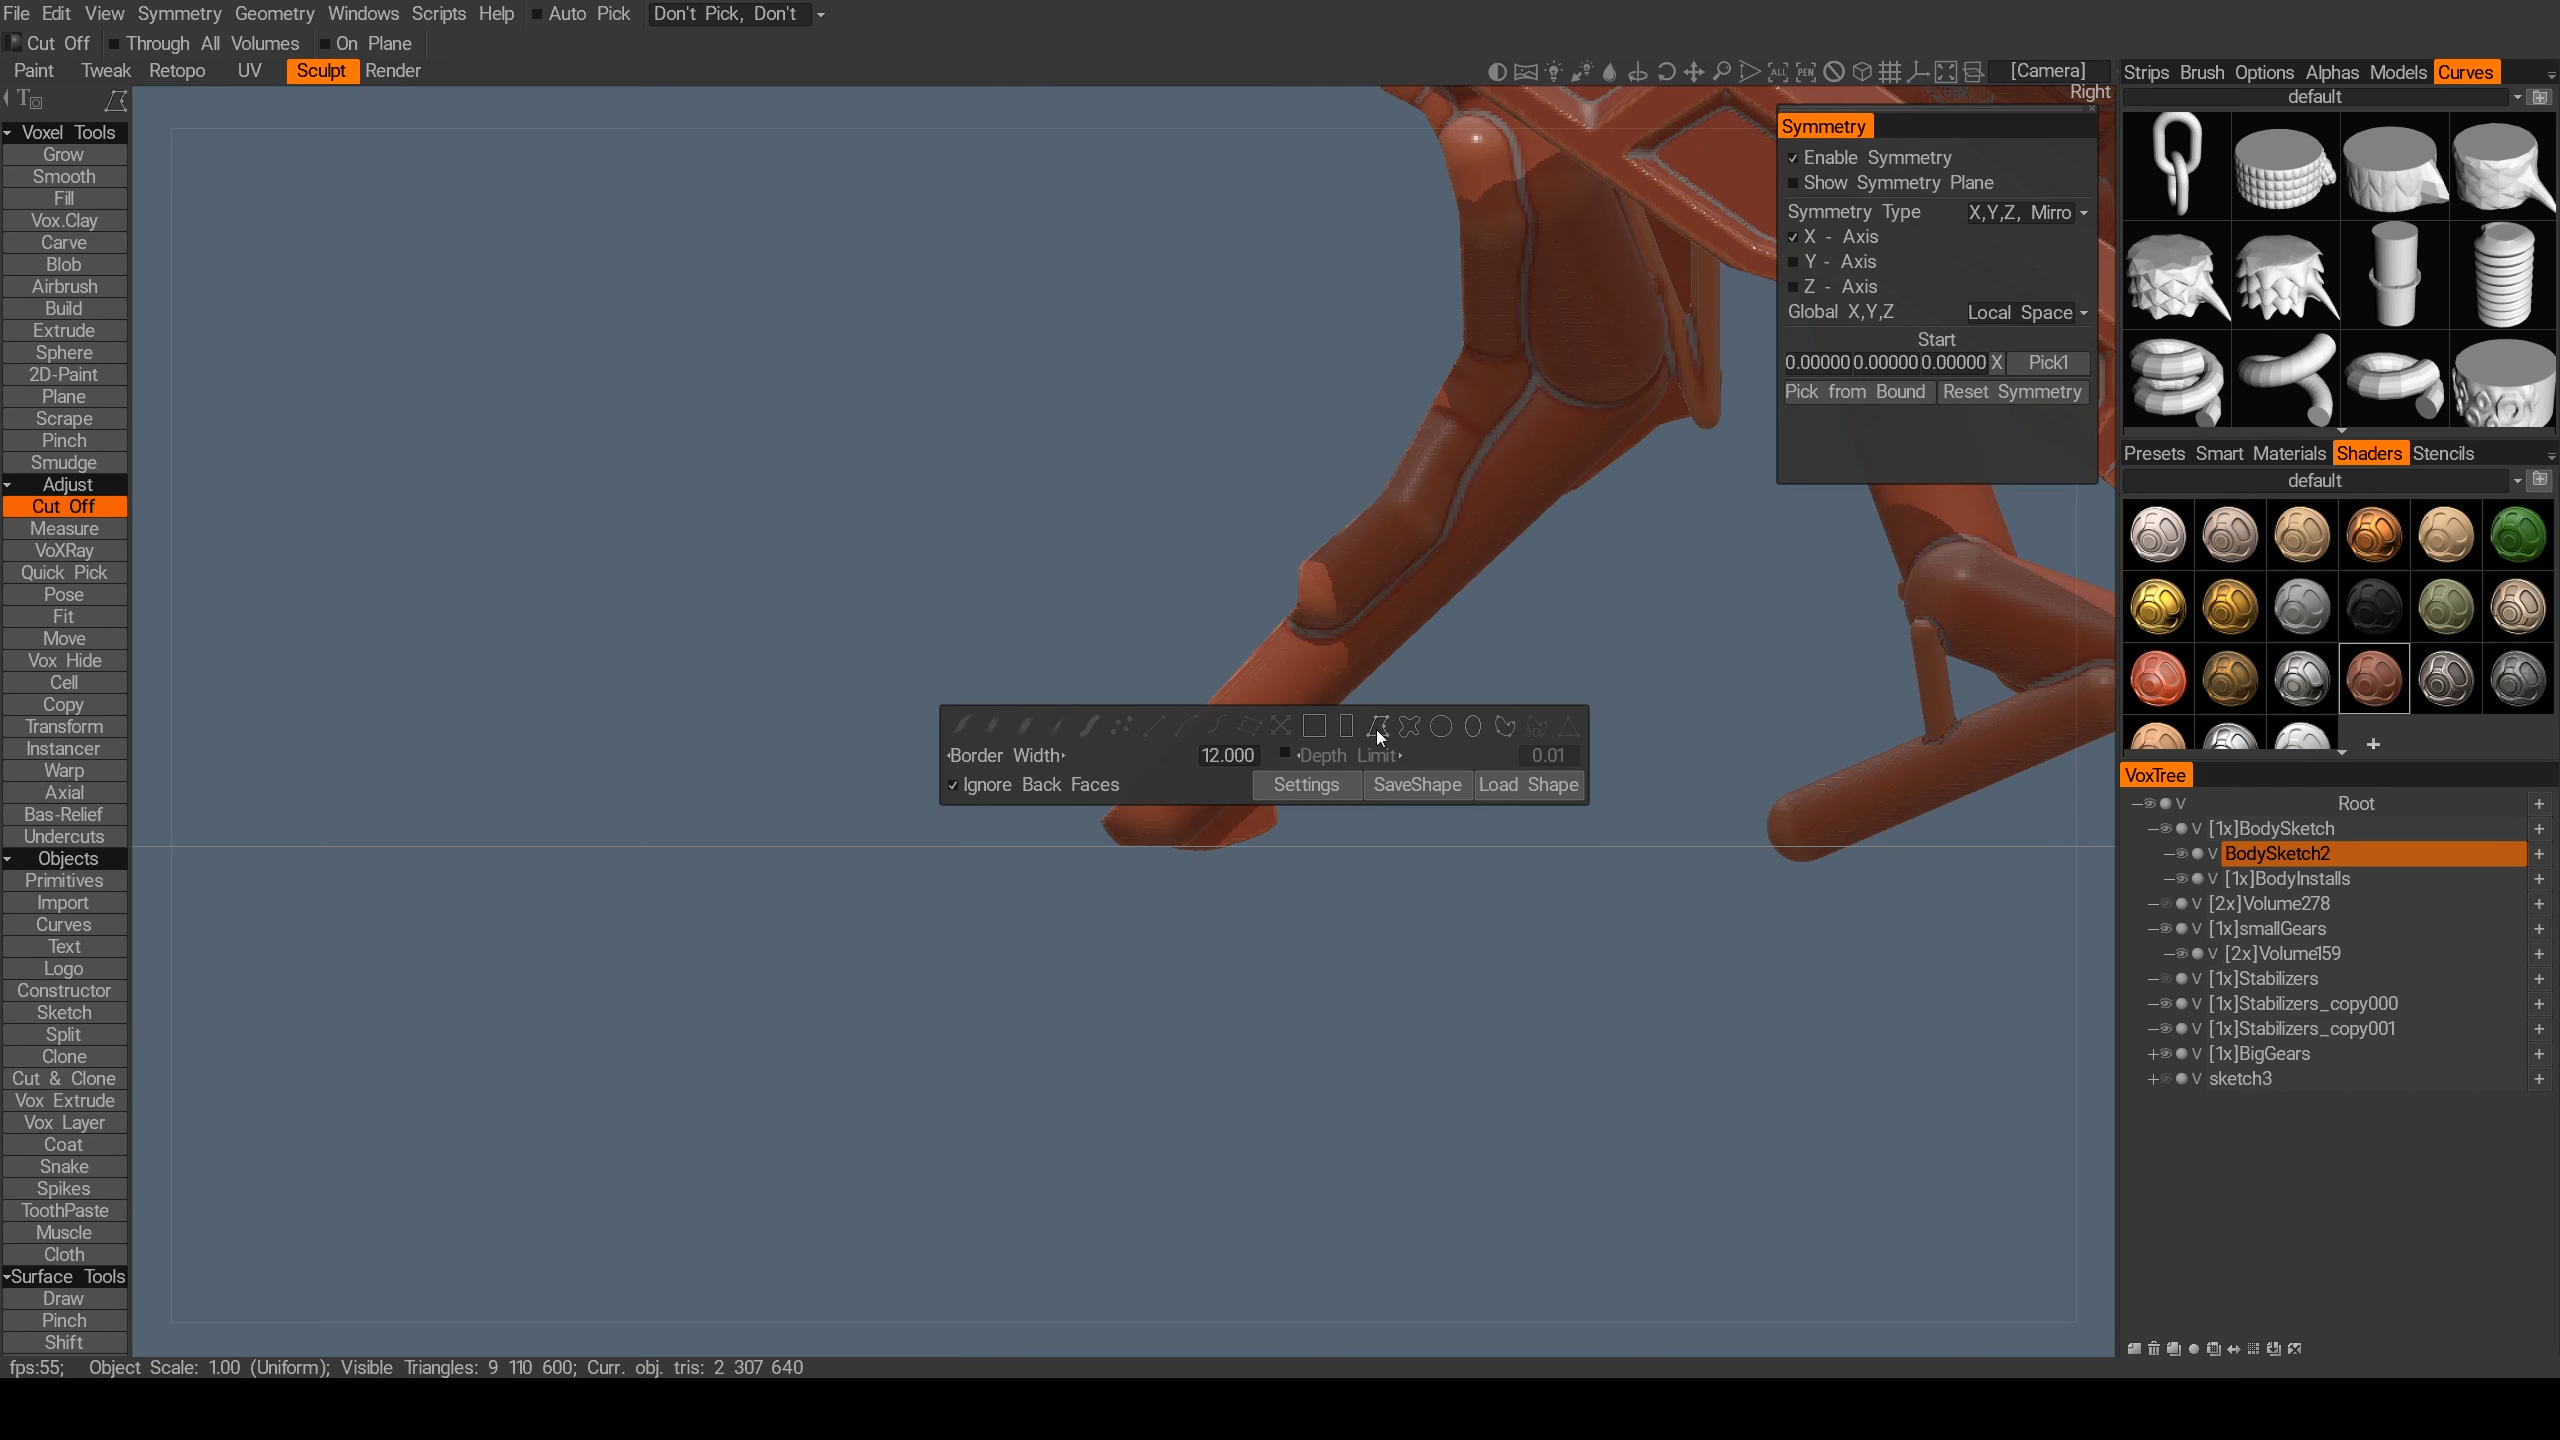 File Edit View Symmetry Geometry Windows Scripts Help Auto Pick Don't Pick, Don't
Cut Off Through All Volumes On Plane
Paint Tweak Retopo UV Sculpt Render [Camera]
Right
Voxel Tools
Grow
Smooth
Fill
Vox.Clay
Carve
Blob
Airbrush
Build
Extrude
Sphere
2D-Paint
Plane
Scrape
Pinch
Smudge
Adjust
Cut Off
Measure
VoXRay
Quick Pick
Pose
Fit
Move
Vox Hide
Cell
Copy
Transform
Instancer
Warp
Axial
Bas-Relief
Undercuts
Objects
Primitives
Import
Curves
Text
Logo
Constructor
Sketch
Split
Clone
Cut & Clone
Vox Extrude
Vox Layer
Coat
Snake
Spikes
ToothPaste
Muscle
Cloth
Surface Tools
Draw
Pinch
Shift
Symmetry
Enable Symmetry
Show Symmetry Plane
Symmetry Type X,Y,Z, Mirro
X - Axis
Y - Axis
Z - Axis
Global X,Y,Z Local Space
Start
0.00000 0.00000 0.00000 X Pick1
Pick from Bound Reset Symmetry
ALL PEN
Border Width 12.000 Depth Limit 0.01
Ignore Back Faces Settings SaveShape Load Shape
Strips Brush Options Alphas Models Curves
default
Presets Smart Materials Shaders Stencils
default
VoxTree
V Root +
V [1x]BodySketch +
V BodySketch2 +
V [1x]BodyInstalls +
V [2x]Volume278 +
V [1x]smallGears +
V [2x]Volume159 +
V [1x]Stabilizers +
V [1x]Stabilizers_copy000 +
V [1x]Stabilizers_copy001 +
V [1x]BigGears +
V sketch3 +
fps:55; Object Scale: 1.00 (Uniform); Visible Triangles: 9 110 600; Curr. obj. tris: 2 307 640